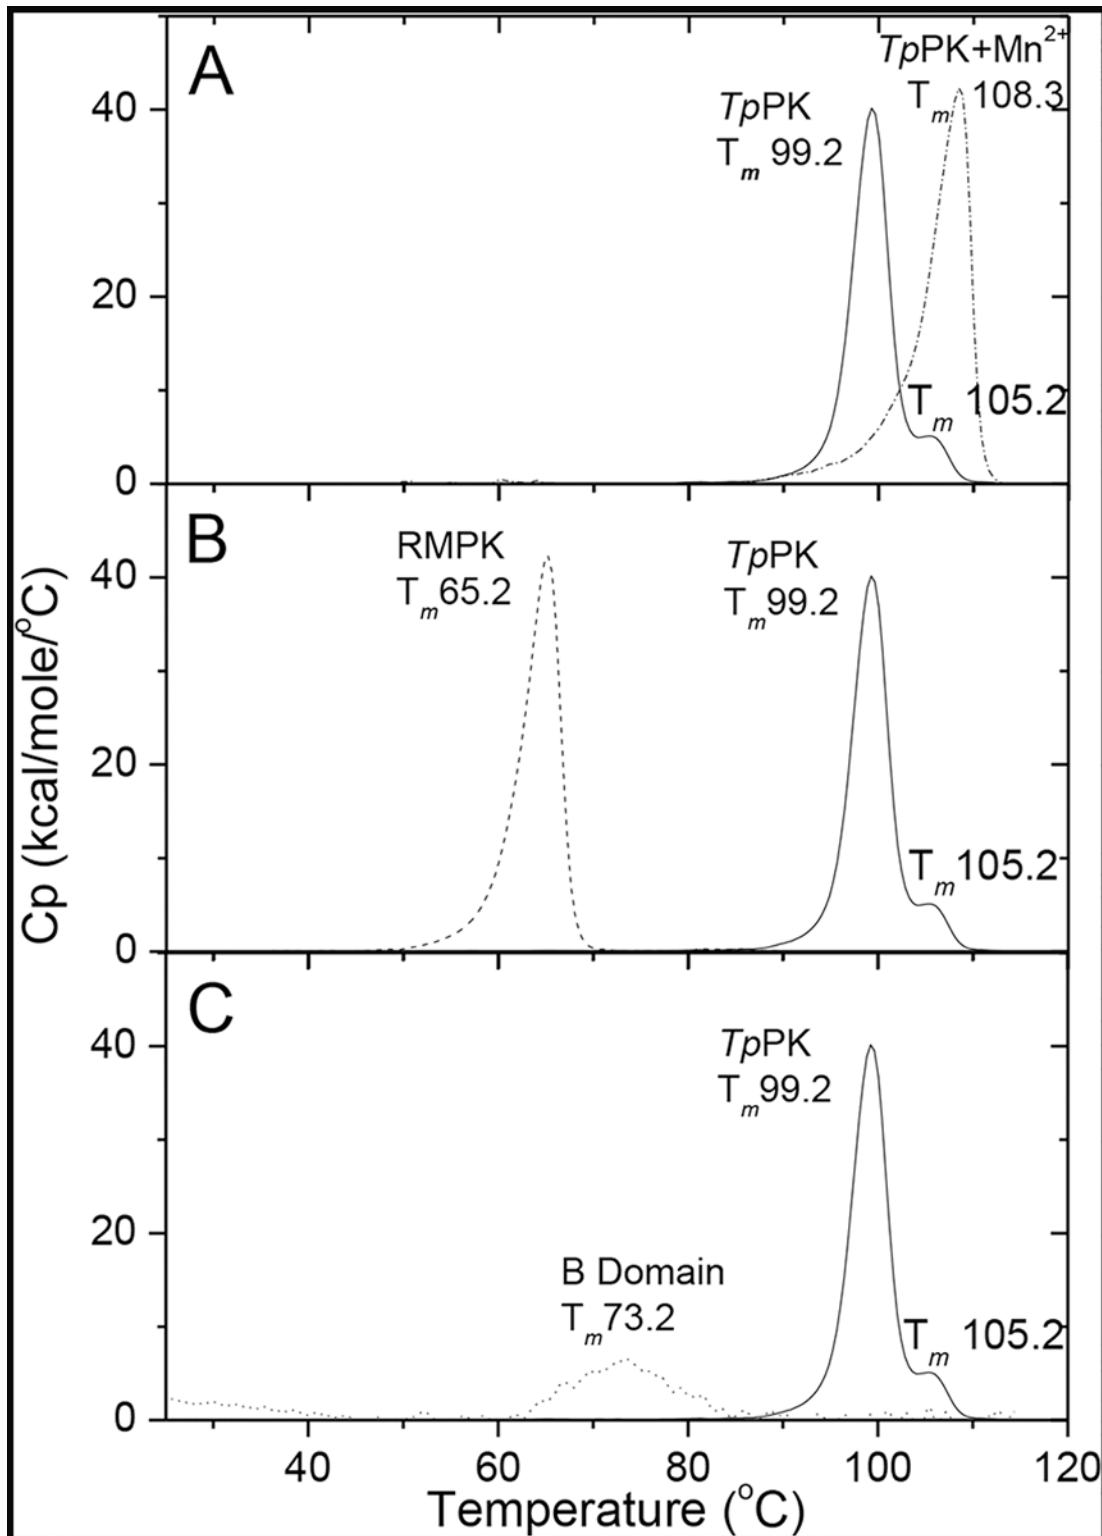 A
TpPK+Mn²⁺
Tm 108.3
TpPK
Tm 99.2
Tm 105.2
40
20
0
B
RMPK
Tm65.2
TpPK
Tm99.2
Tm105.2
40
20
0
Cp (kcal/mole/°C)
C
TpPK
Tm99.2
B Domain
Tm73.2
Tm 105.2
40
20
0
40 60 80 100 120
Temperature (°C)